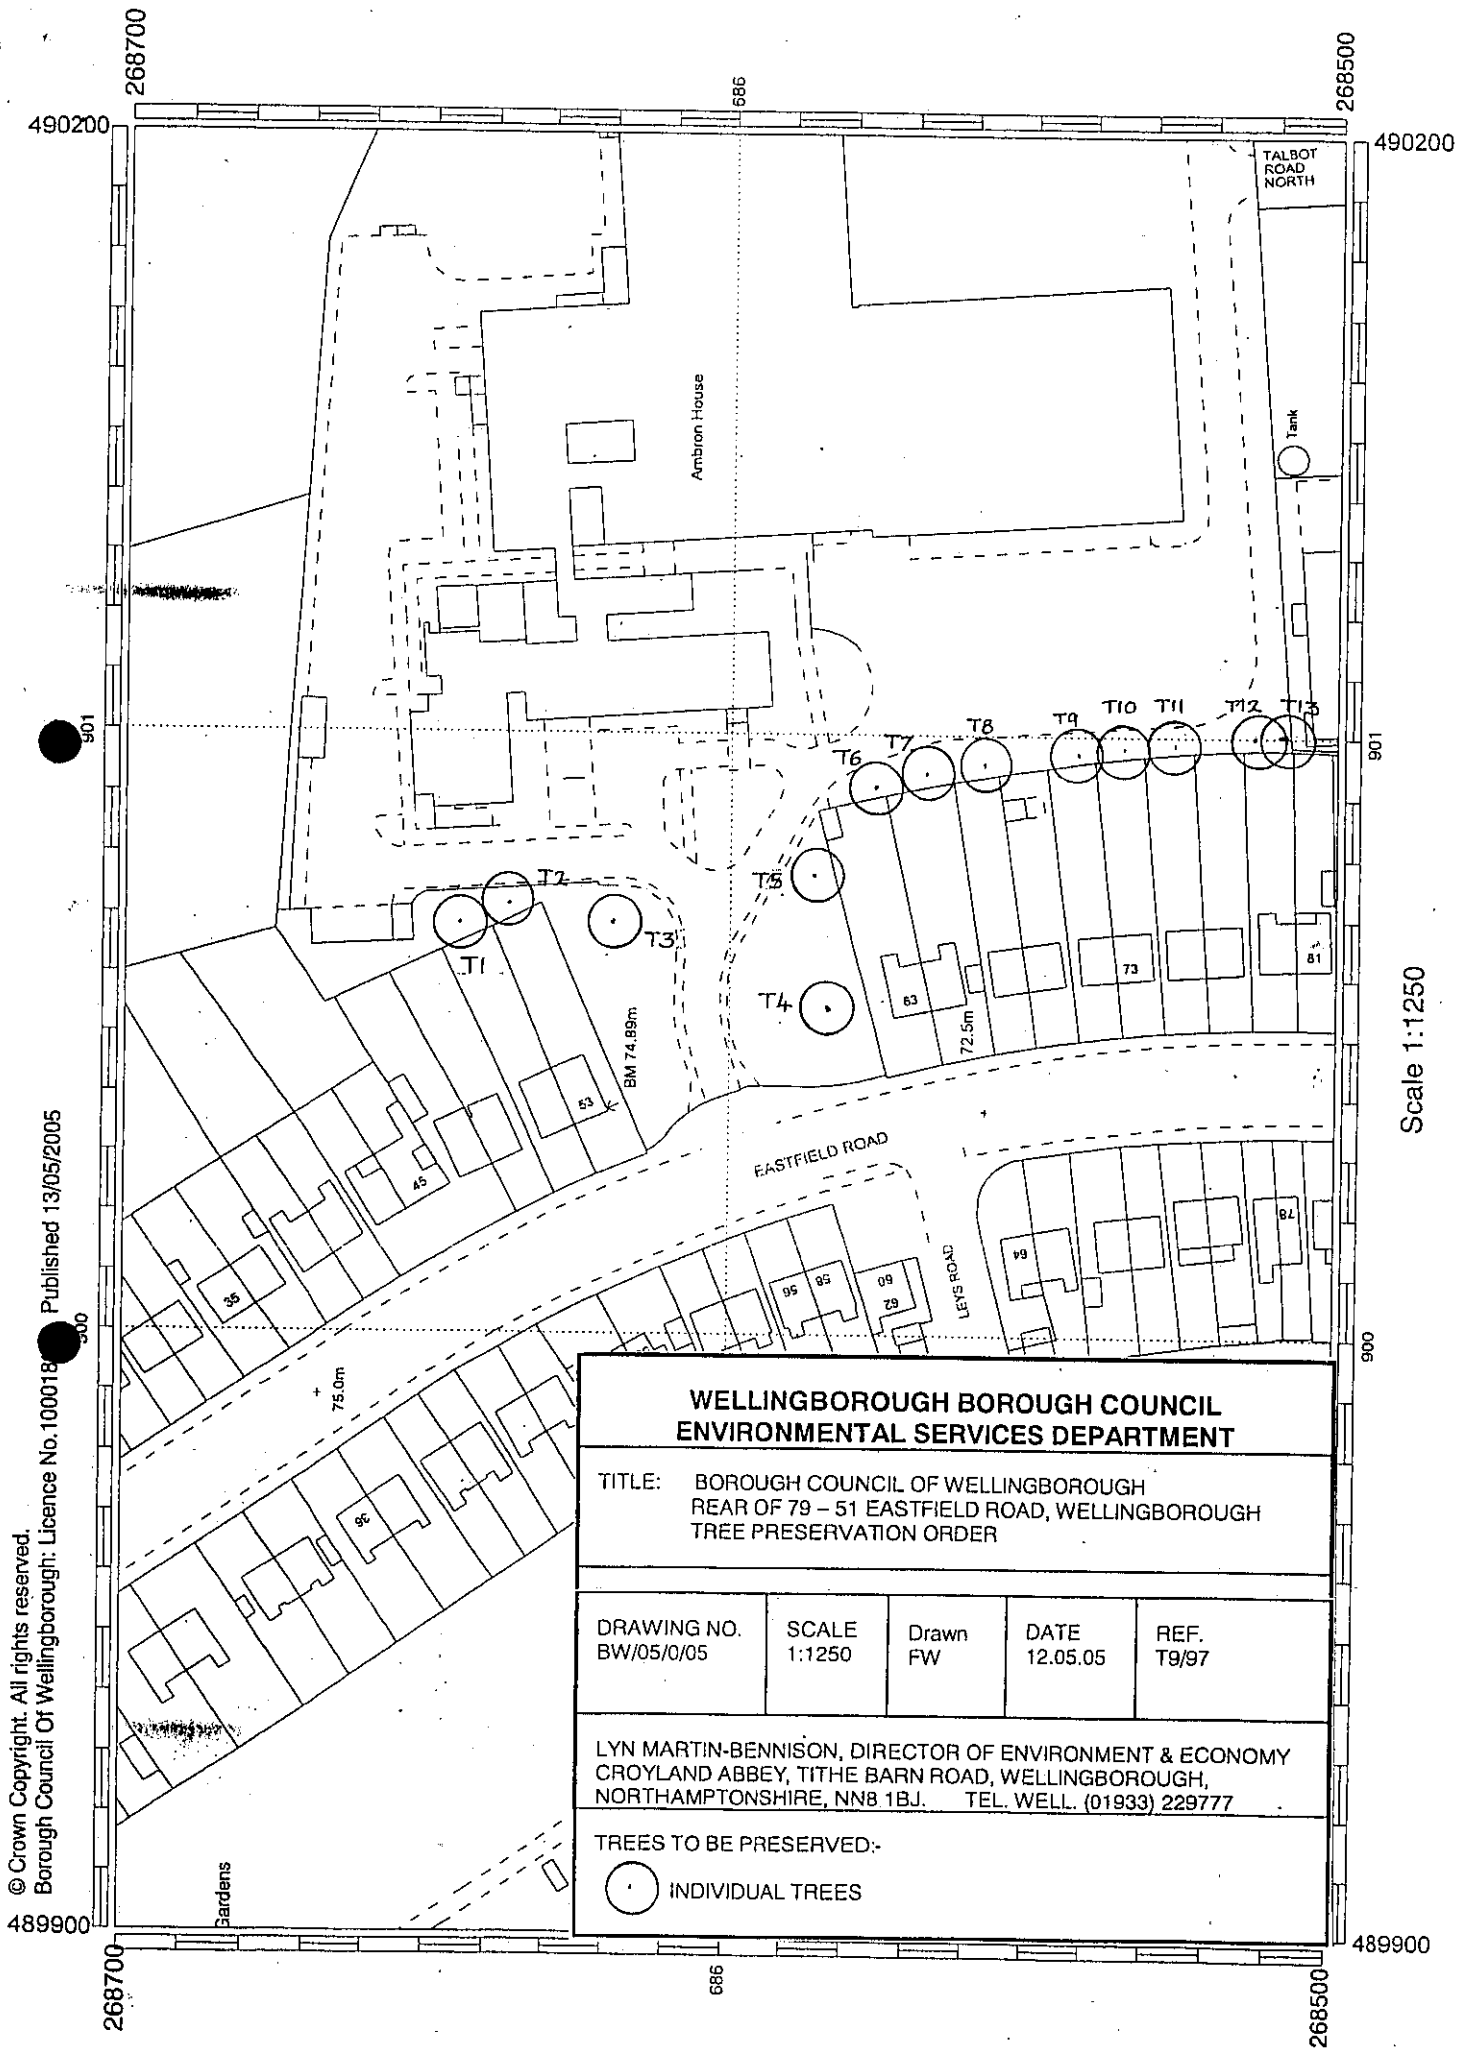 268700
686
268500
490200
490200
TALBOT
ROAD
NORTH
Ambron House
Tank
901
901
T6
T7
T8
T9
T10
T11
T12
T13
T5
T2
T1
T3
T4
63
73
81
72.5m
BM 74.89m
53
45
35
EASTFIELD ROAD
LEYS ROAD
56
58
60
62
64
78
36
75.0m
900
Scale 1:1250
© Crown Copyright. All rights reserved.
Borough Council Of Wellingborough: Licence No.100018 Published 13/05/2005
WELLINGBOROUGH BOROUGH COUNCIL
ENVIRONMENTAL SERVICES DEPARTMENT
TITLE: BOROUGH COUNCIL OF WELLINGBOROUGH
REAR OF 79 – 51 EASTFIELD ROAD, WELLINGBOROUGH
TREE PRESERVATION ORDER
DRAWING NO.
BW/05/0/05
SCALE
1:1250
Drawn
FW
DATE
12.05.05
REF.
T9/97
LYN MARTIN-BENNISON, DIRECTOR OF ENVIRONMENT & ECONOMY
CROYLAND ABBEY, TITHE BARN ROAD, WELLINGBOROUGH,
NORTHAMPTONSHIRE, NN8 1BJ. TEL. WELL. (01933) 229777
TREES TO BE PRESERVED:-
INDIVIDUAL TREES
Gardens
489900
489900
268700
686
268500